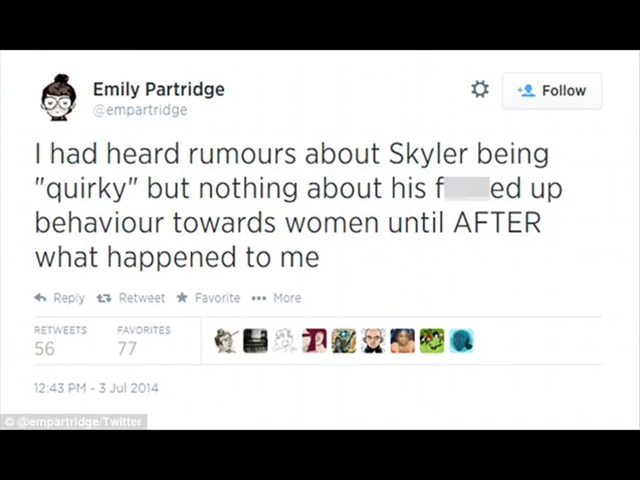 Emily Partridge
Follow
@empartridge
I had heard rumours about Skyler being
"quirky" but nothing about his f ed up
behaviour towards women until AFTER
what happened to me
Reply Retweet Favorite More
RETWEETS FAVORITES
56 77
12:43 PM - 3 Jul 2014
© @empartridge/Twitter